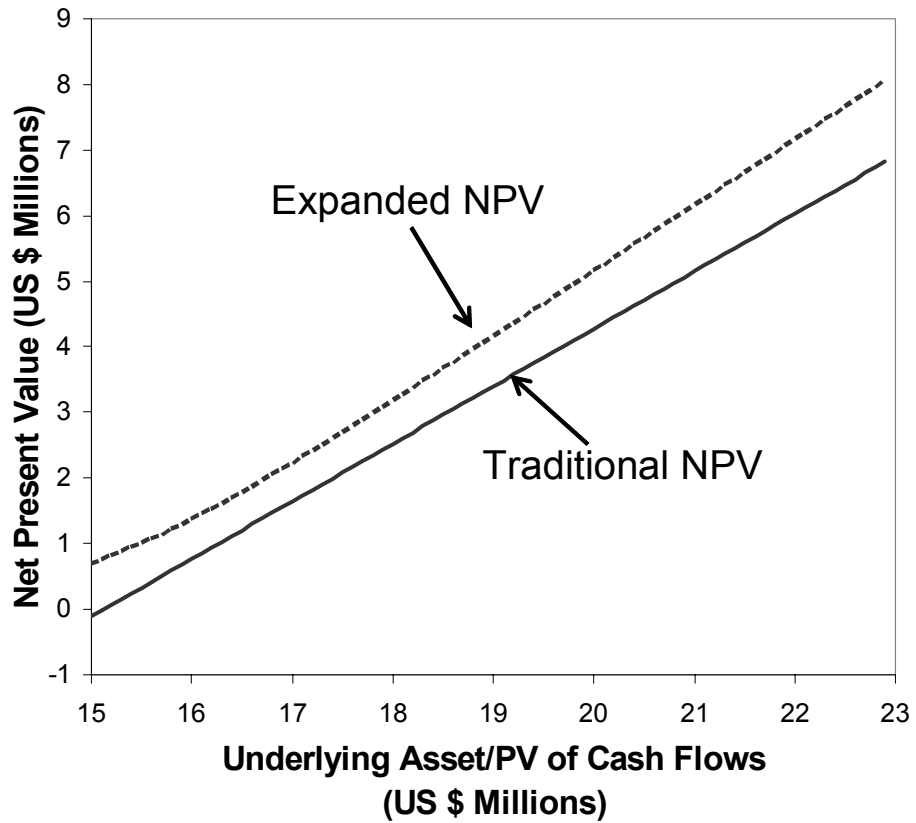 9
8
7
6
5
4
3
2
1
0
-1
Net Present Value (US $ Millions)
Expanded NPV
Traditional NPV
15 16 17 18 19 20 21 22 23
Underlying Asset/PV of Cash Flows
(US $ Millions)